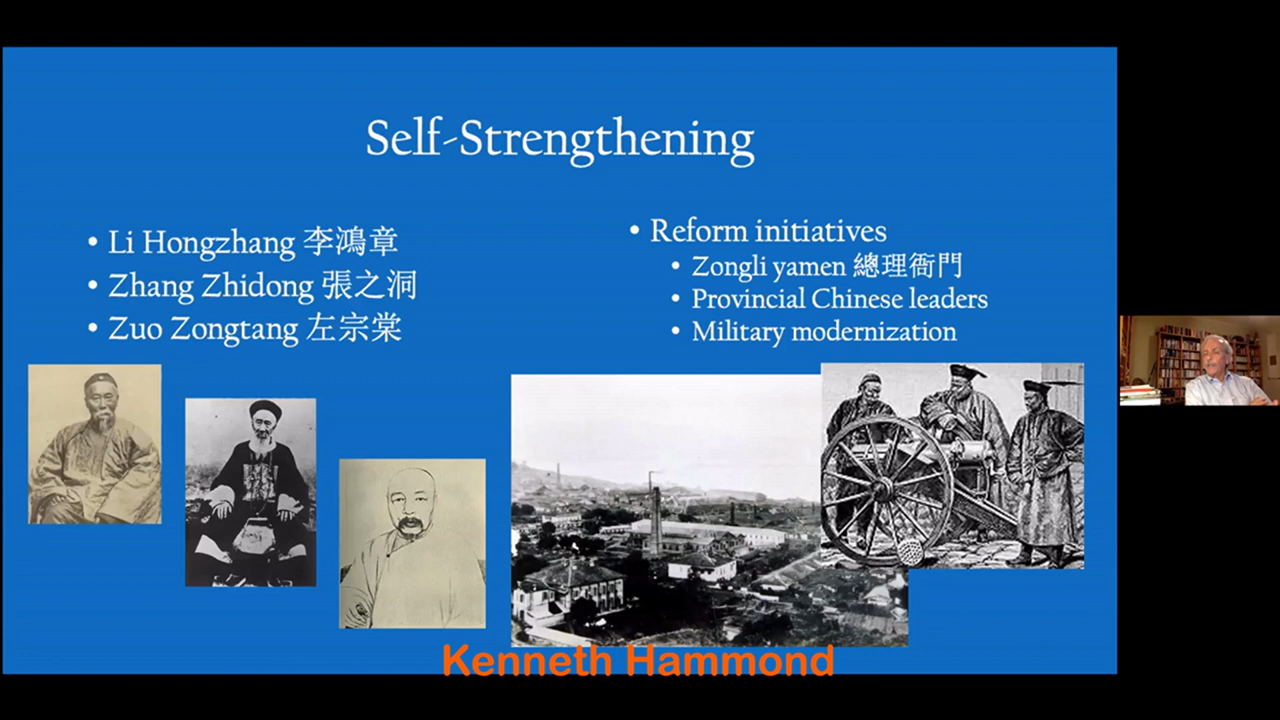 Self-Strengthening
• Li Hongzhang 李鴻章
• Zhang Zhidong 張之洞
• Zuo Zongtang 左宗棠
• Reform initiatives
• Zongli yamen 總理衙門
• Provincial Chinese leaders
• Military modernization
Kenneth Hammond